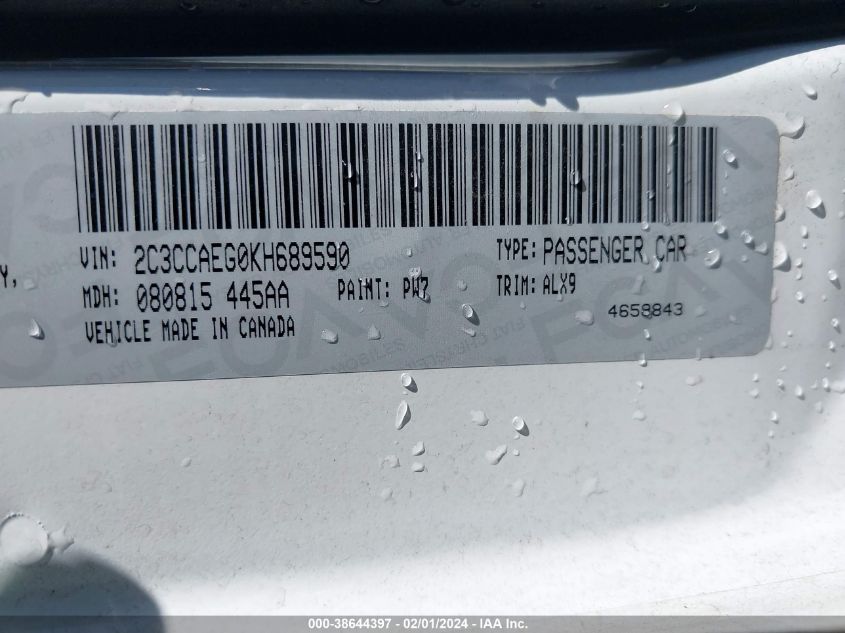 VIN: 2C3CCAEG0KH689590 TYPE: PASSENGER CAR
Y,
MDH: 080815 445AA PAINT: PW7 TRIM: ALX9
4658843
VEHICLE MADE IN CANADA
000-38644397 - 02/01/2024 - IAA Inc.